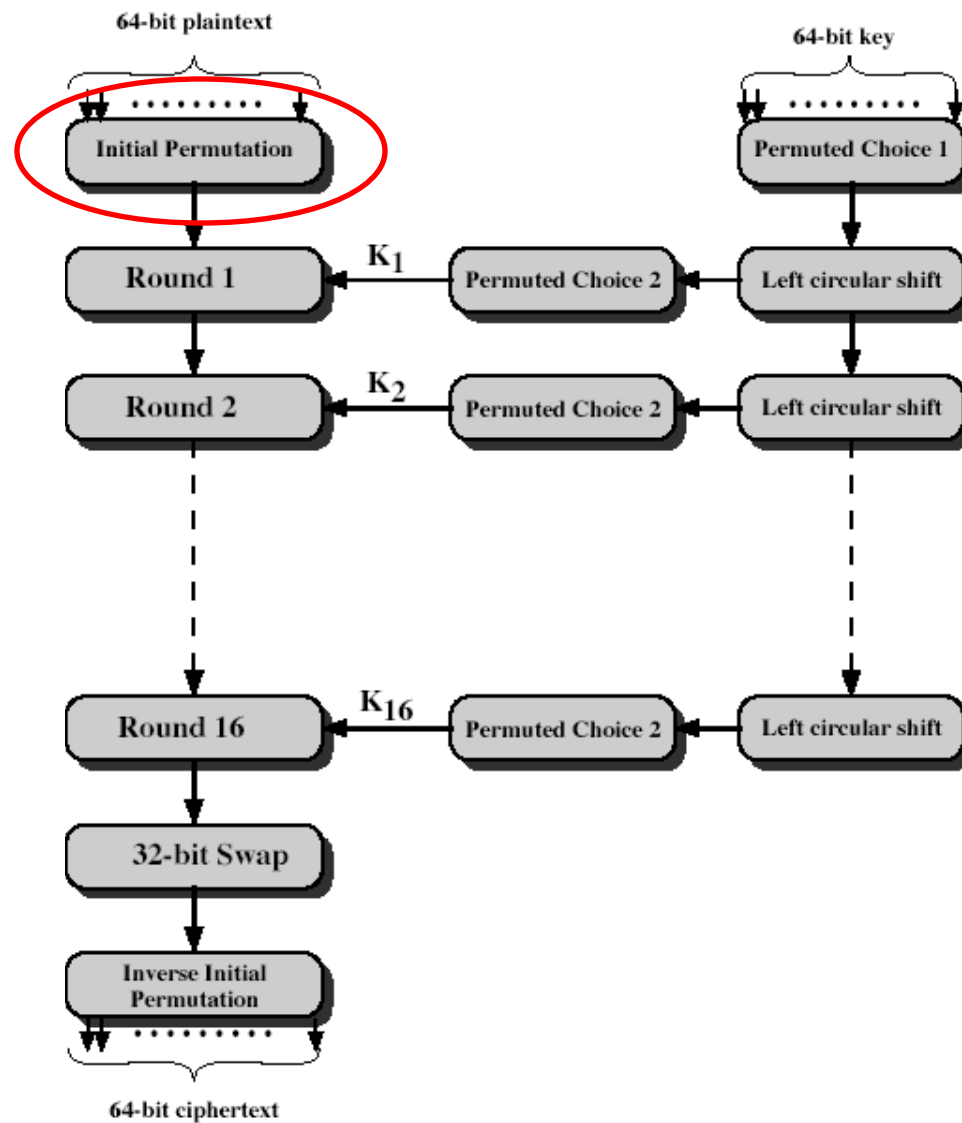 64-bit plaintext
64-bit key
Initial Permutation
Permuted Choice 1
Round 1
K1
Permuted Choice 2
Left circular shift
Round 2
K2
Permuted Choice 2
Left circular shift
Round 16
K16
Permuted Choice 2
Left circular shift
32-bit Swap
Inverse Initial
Permutation
64-bit ciphertext